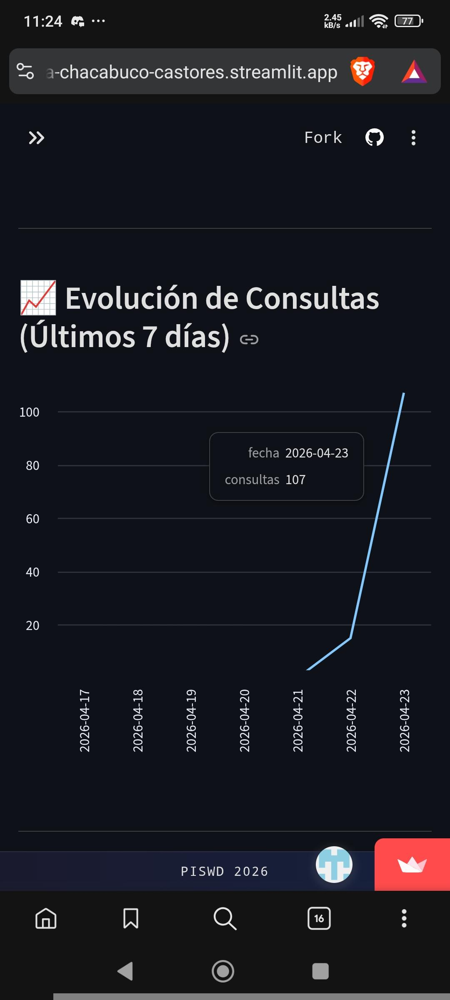 11:24
2.45
kB/s
77
a-chacabuco-castores.streamlit.app
Fork
Evolución de Consultas
(Últimos 7 días)
100
80
60
40
20
fecha 2026-04-23
consultas 107
2026-04-17
2026-04-18
2026-04-19
2026-04-20
2026-04-21
2026-04-22
2026-04-23
PISWD 2026
16